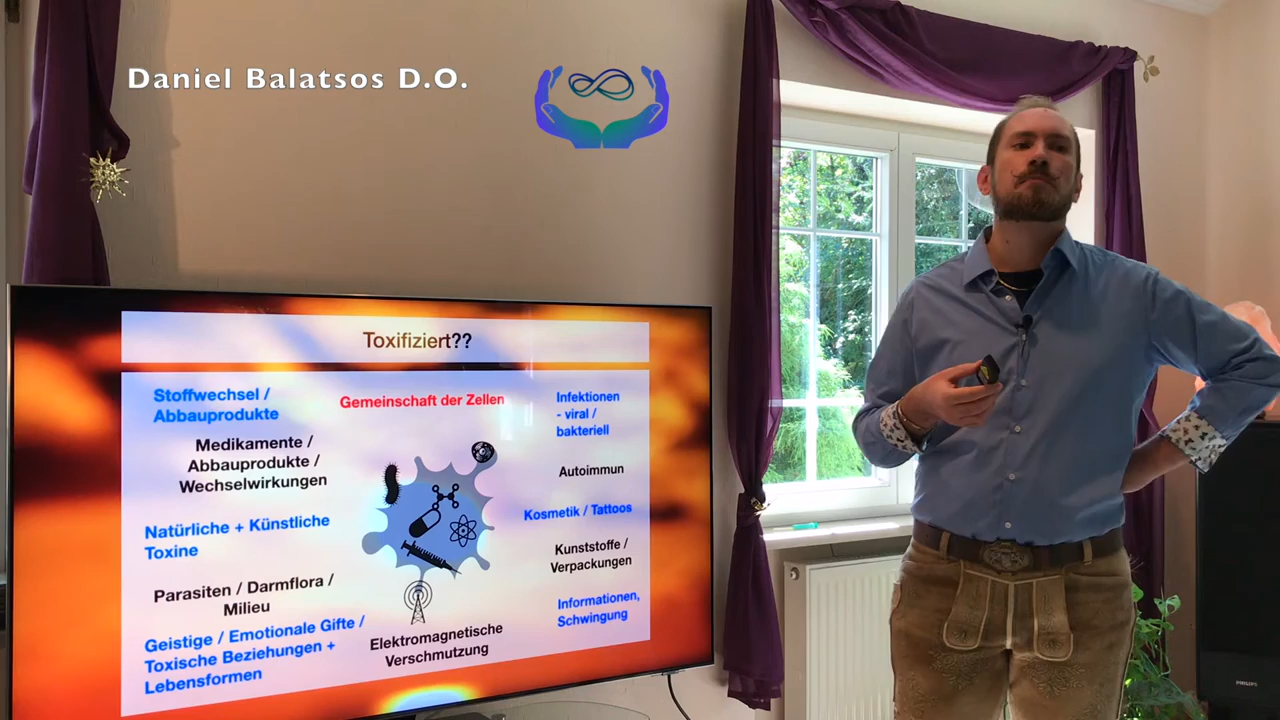 Daniel Balatsos D.O.
Toxifiziert??
Stoffwechsel /
Abbauprodukte
Gemeinschaft der Zellen
Infektionen
- viral /
bakteriell
Medikamente /
Abbauprodukte /
Wechselwirkungen
Autoimmun
Natürliche + Künstliche
Toxine
Kosmetik / Tattoos
Kunststoffe /
Verpackungen
Parasiten / Darmflora /
Milieu
Informationen,
Schwingung
Geistige / Emotionale Gifte /
Toxische Beziehungen +
Lebensformen
Elektromagnetische
Verschmutzung
PHILIPS